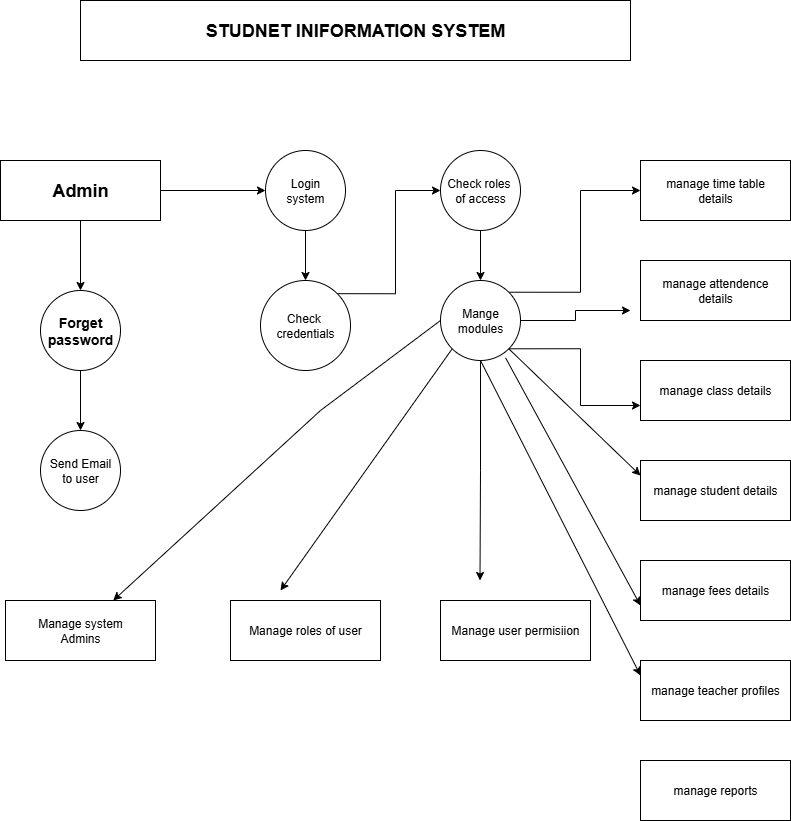 STUDNET INIFORMATION SYSTEM
Admin
Login
system
Check roles
of access
manage time table
details
manage attendence
details
Forget
password
Check
credentials
Mange
modules
manage class details
Send Email
to user
manage student details
manage fees details
Manage system
Admins
Manage roles of user
Manage user permisiion
manage teacher profiles
manage reports